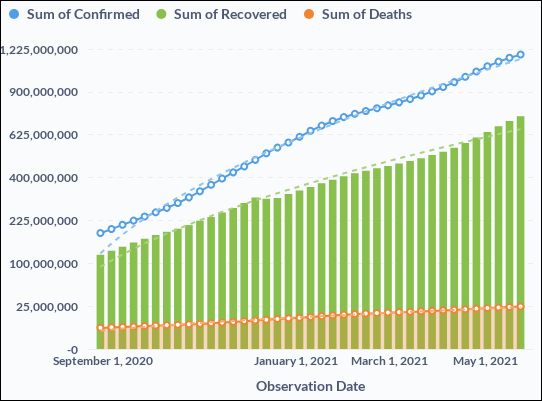 Sum of Confirmed Sum of Recovered Sum of Deaths
1,225,000,000
900,000,000
625,000,000
400,000,000
225,000,000
100,000,000
25,000,000
-0
September 1, 2020 January 1, 2021 March 1, 2021 May 1, 2021
Observation Date